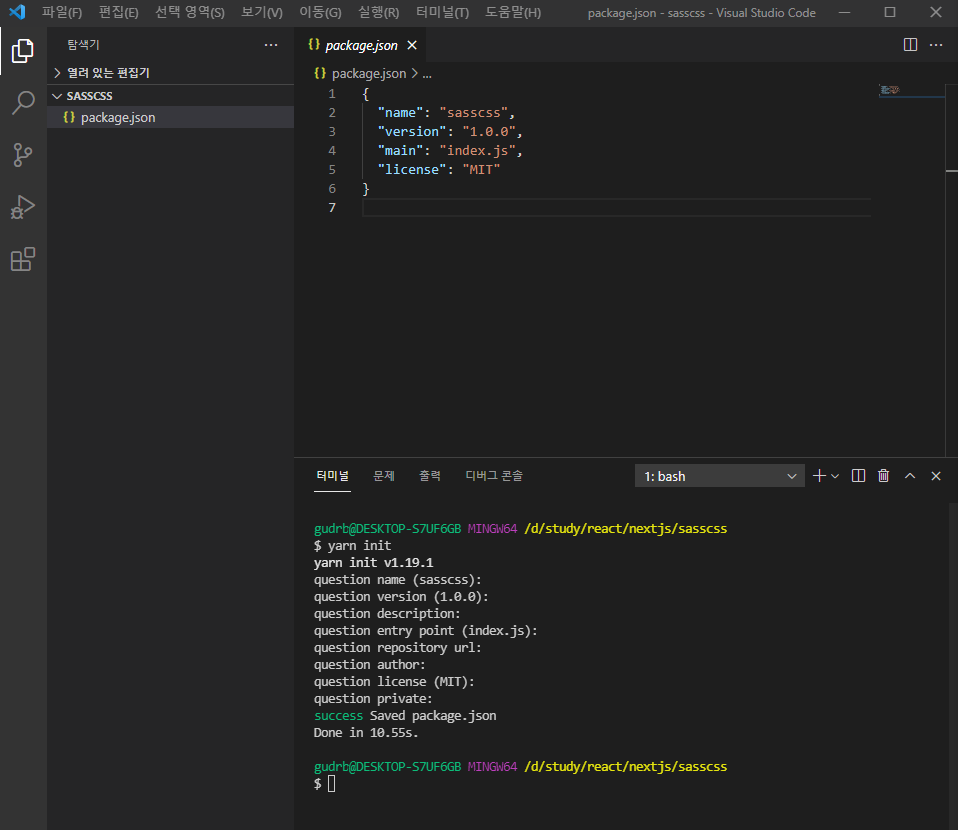 파일(F) 편집(E) 선택 영역(S) 보기(V) 이동(G) 실행(R) 터미널(T) 도움말(H) package.json - sasscss - Visual Studio Code
탐색기
열려 있는 편집기
SASSCSS
{} package.json
{} package.json
{} package.json > ...
1 {
2 "name": "sasscss",
3 "version": "1.0.0",
4 "main": "index.js",
5 "license": "MIT"
6 }
7
터미널 문제 출력 디버그 콘솔 1: bash
gudrb@DESKTOP-S7UF6GB MINGW64 /d/study/react/nextjs/sasscss
$ yarn init
yarn init v1.19.1
question name (sasscss):
question version (1.0.0):
question description:
question entry point (index.js):
question repository url:
question author:
question license (MIT):
question private:
success Saved package.json
Done in 10.55s.
gudrb@DESKTOP-S7UF6GB MINGW64 /d/study/react/nextjs/sasscss
$